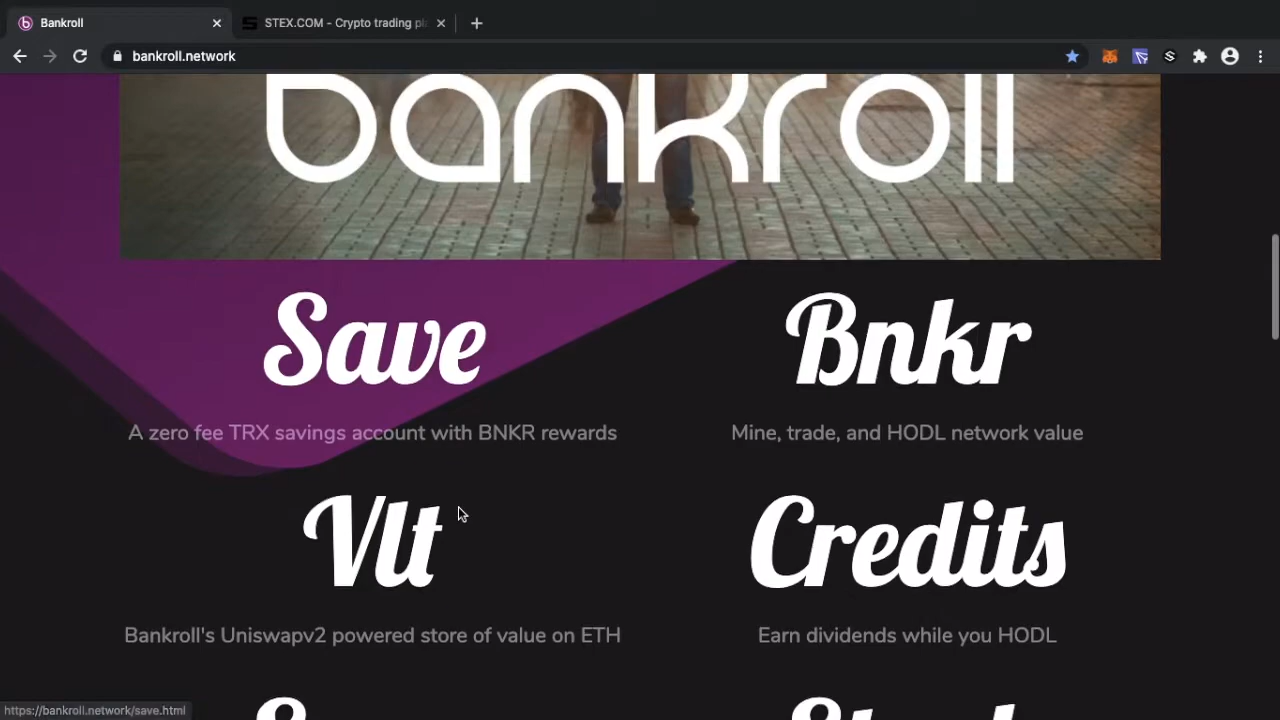 Bankroll
STEX.COM - Crypto trading pl
bankroll.network
bankroll
Save
Bnkr
A zero fee TRX savings account with BNKR rewards
Mine, trade, and HODL network value
Vlt
Credits
Bankroll's Uniswapv2 powered store of value on ETH
Earn dividends while you HODL
https://bankroll.network/save.html